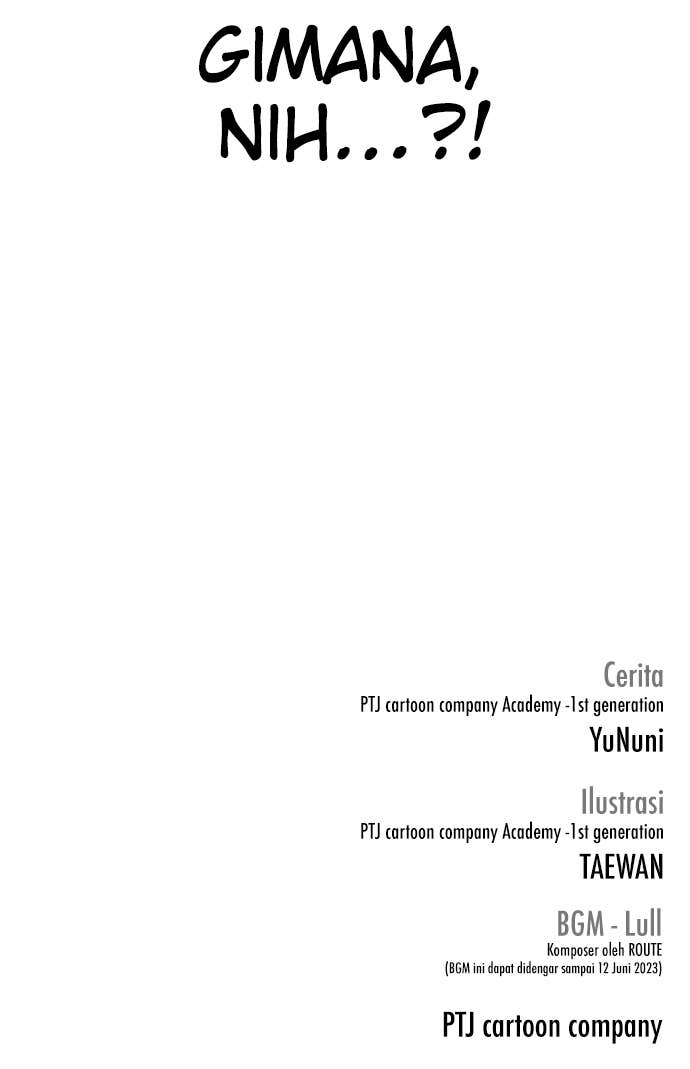 GIMANA,
NIH...?!
Cerita
PTJ cartoon company Academy -1st generation
YuNuni
Ilustrasi
PTJ cartoon company Academy -1st generation
TAEWAN
BGM - Lull
Komposer oleh ROUTE
(BGM ini dapat didengar sampai 12 Juni 2023)
PTJ cartoon company